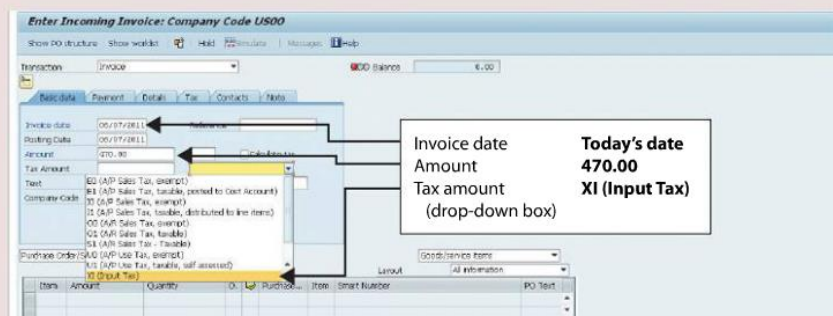 Enter Incoming Invoice: Company Code US00
Show PO structure Show worklist Hold Simulate Messages Help
Transaction Invoice Balance 0.00
Basic data Payment Details Tax Contacts Note
Invoice date 06/07/2011 Reference
Posting Date 06/07/2011
Amount 470.00 Calculate tax
Tax Amount
Text
Company Code
E0 (A/P Sales Tax, exempt)
E1 (A/P Sales Tax, taxable, posted to Cost Account)
I0 (A/P Sales Tax, exempt)
I1 (A/P Sales Tax, taxable, distributed to line items)
O0 (A/R Sales Tax, exempt)
O1 (A/R Sales Tax, taxable)
S1 (A/R Sales Tax - Taxable)
U0 (A/P Use Tax, exempt)
U1 (A/P Use Tax, taxable, self assessed)
XI (Input Tax)
Invoice date Today's date
Amount 470.00
Tax amount XI (Input Tax)
(drop-down box)
Goods/service items
Layout All information
Item Amount Quantity O. Purchase... Item Smart Number PO Text